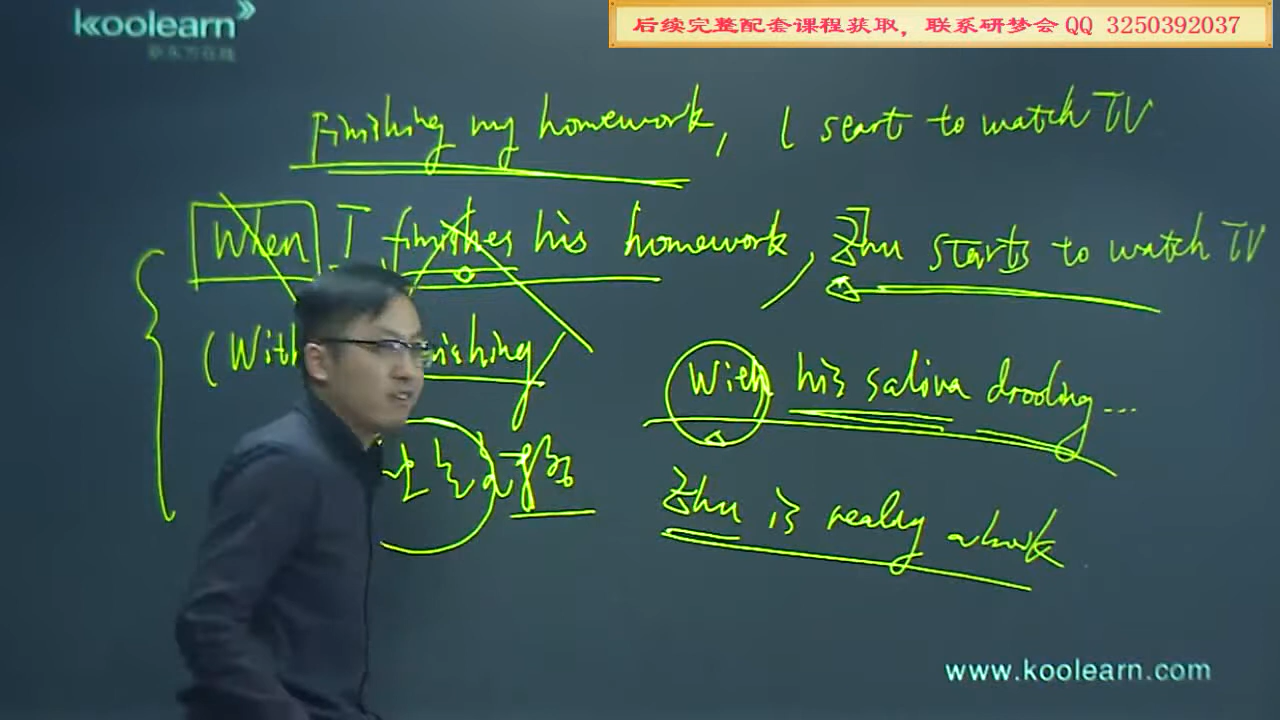 koolearn
新东方在线
后续完整配套课程获取，联系研梦会QQ 3250392037
Finishing my homework, I start to watch TV
When I finishes his homework, Zhu starts to watch TV
(With nishing
With his saliva drooling...
Zhu is really a
www.koolearn.com